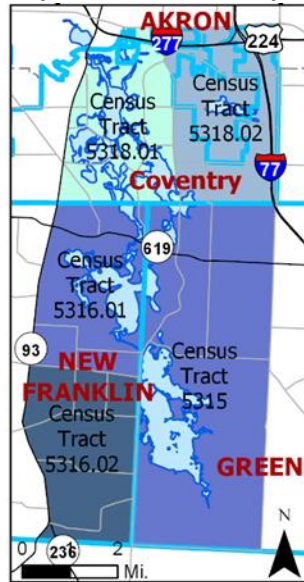 AKRON
277
224
Census
Tract
5318.01
Census
Tract
5318.02
77
Coventry
619
Census
Tract
5316.01
93
NEW
FRANKLIN
Census
Tract
5315
Census
Tract
5316.02
GREEN
236
0 1 2
Mi.
N